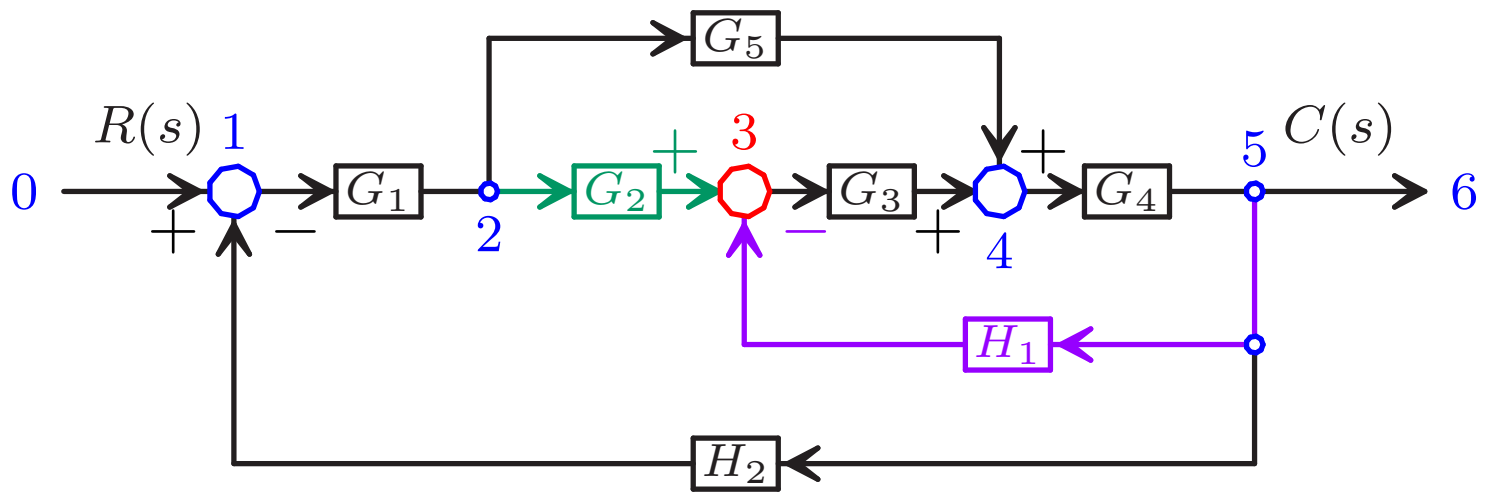 G₅
R(s) 1 + 3 + 5 C(s)
0 G₁ G₂ G₃ G₄ 6
+ − 2 − + 4
H₁
H₂